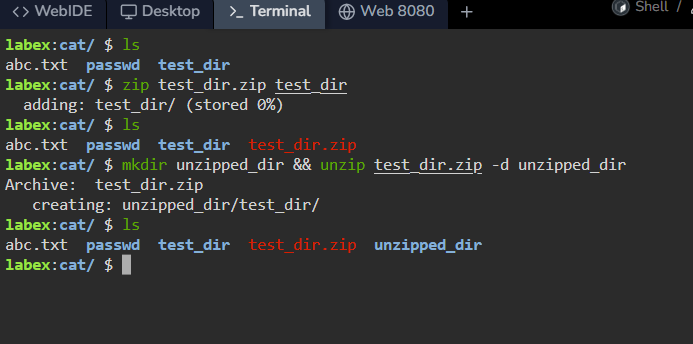 WebIDE Desktop Terminal Web 8080 + Shell /
labex:cat/ $ ls
abc.txt  passwd  test_dir
labex:cat/ $ zip test_dir.zip test_dir
  adding: test_dir/ (stored 0%)
labex:cat/ $ ls
abc.txt  passwd  test_dir  test_dir.zip
labex:cat/ $ mkdir unzipped_dir && unzip test_dir.zip -d unzipped_dir
Archive:  test_dir.zip
   creating: unzipped_dir/test_dir/
labex:cat/ $ ls
abc.txt  passwd  test_dir  test_dir.zip  unzipped_dir
labex:cat/ $